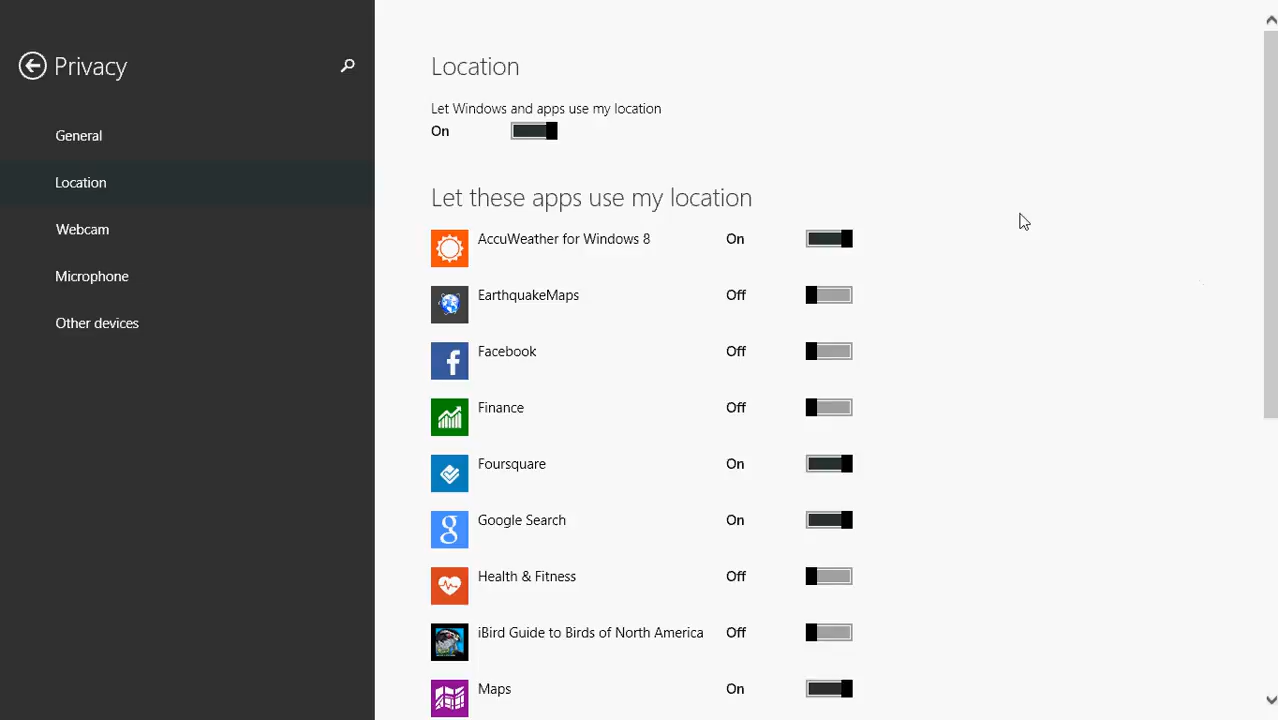 Privacy
General
Location
Webcam
Microphone
Other devices
Location
Let Windows and apps use my location
On
Let these apps use my location
AccuWeather for Windows 8 On
EarthquakeMaps Off
Facebook Off
Finance Off
Foursquare On
Google Search On
Health & Fitness Off
iBird Guide to Birds of North America Off
Maps On